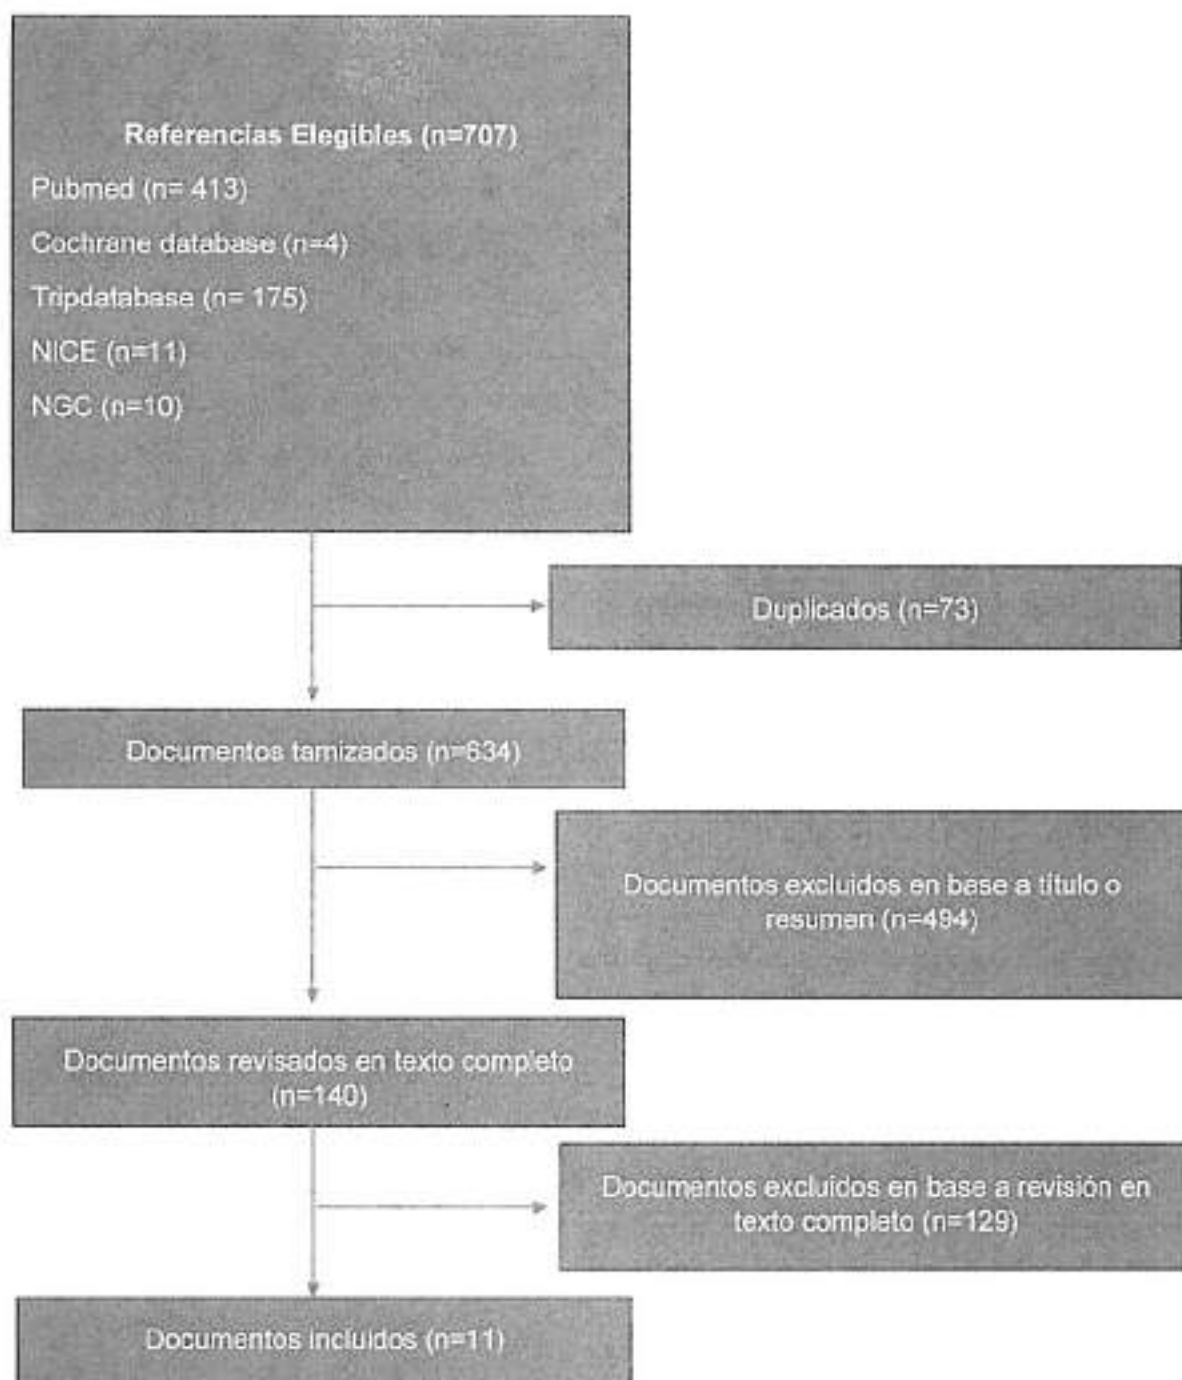 Referencias Elegibles (n=707)
Pubmed (n= 413)
Cochrane database (n=4)
Tripdatabase (n= 175)
NICE (n=11)
NGC (n=10)
Duplicados (n=73)
Documentos tamizados (n=634)
Documentos excluidos en base a título o
resumen (n=494)
Documentos revisados en texto completo
(n=140)
Documentos excluidos en base a revisión en
texto completo (n=129)
Documentos incluidos (n=11)